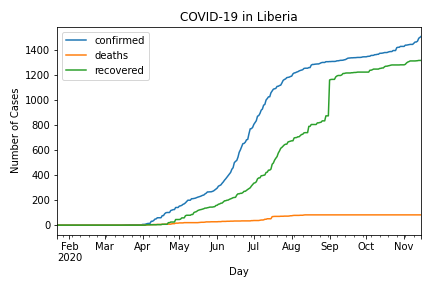 COVID-19 in Liberia
confirmed
deaths
recovered
Number of Cases
1400
1200
1000
800
600
400
200
0
Feb Mar Apr May Jun Jul Aug Sep Oct Nov
2020
Day